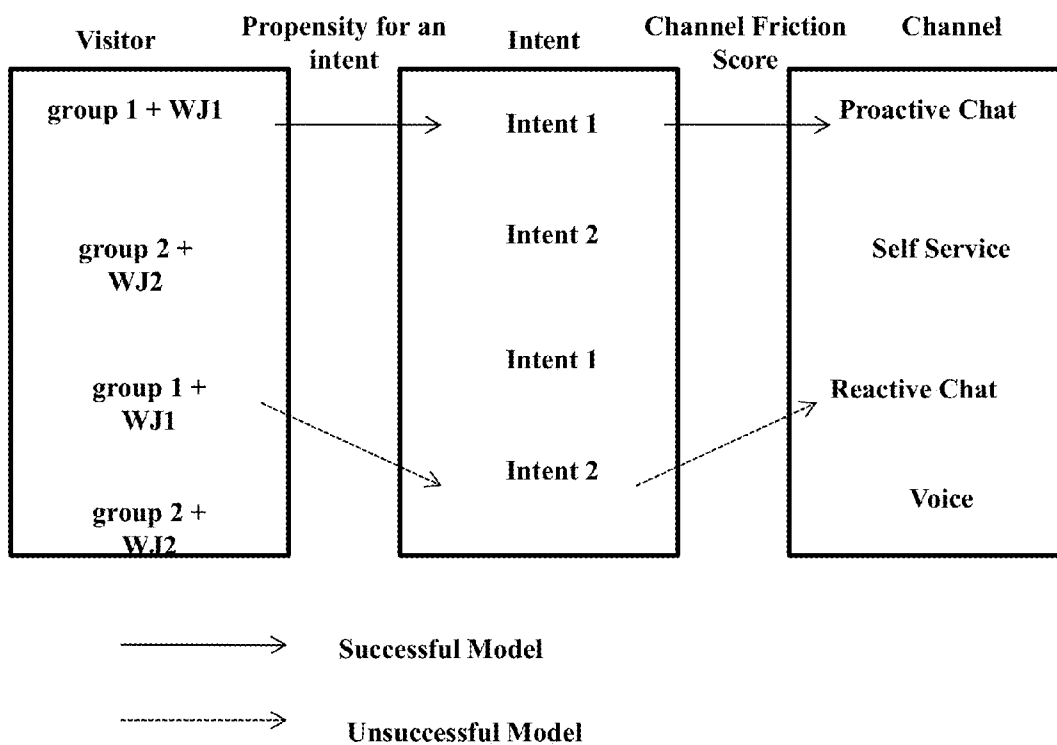 Visitor
Propensity for an
intent
Intent
Channel Friction
Score
Channel
group 1 + WJ1
Intent 1
Proactive Chat
group 2 +
WJ2
Intent 2
Self Service
group 1 +
WJ1
Intent 1
Reactive Chat
group 2 +
WJ2
Intent 2
Voice
Successful Model
Unsuccessful Model